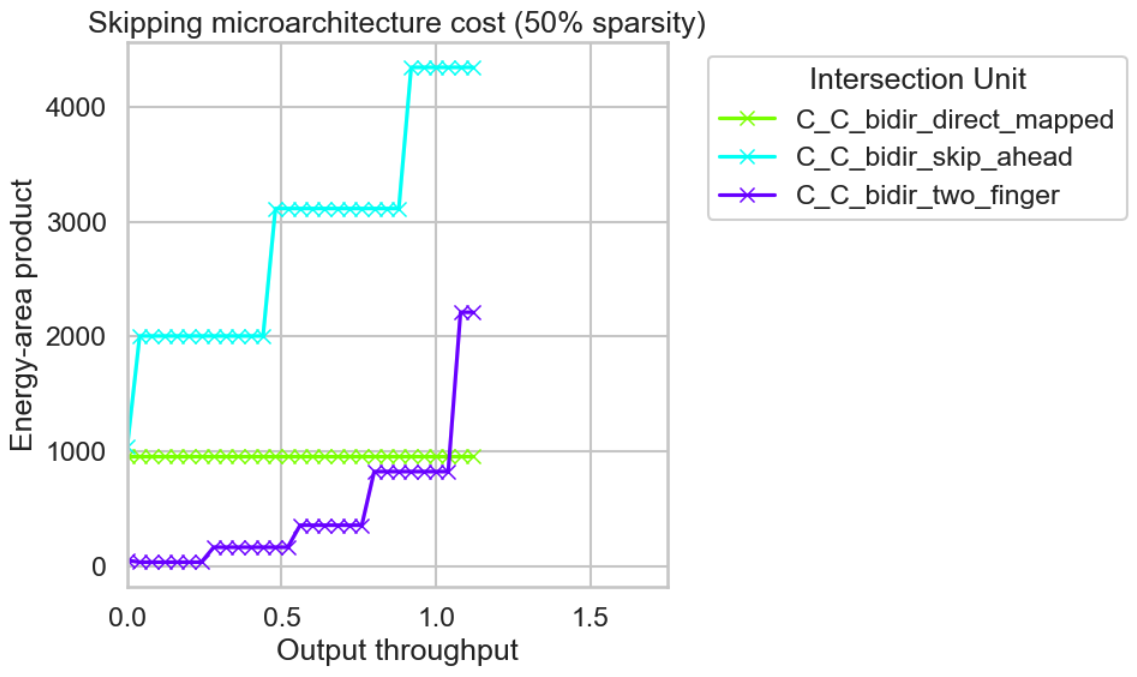 Skipping microarchitecture cost (50% sparsity)
Energy-area product
4000
3000
2000
1000
0
0.0 0.5 1.0 1.5
Output throughput
Intersection Unit
C_C_bidir_direct_mapped
C_C_bidir_skip_ahead
C_C_bidir_two_finger